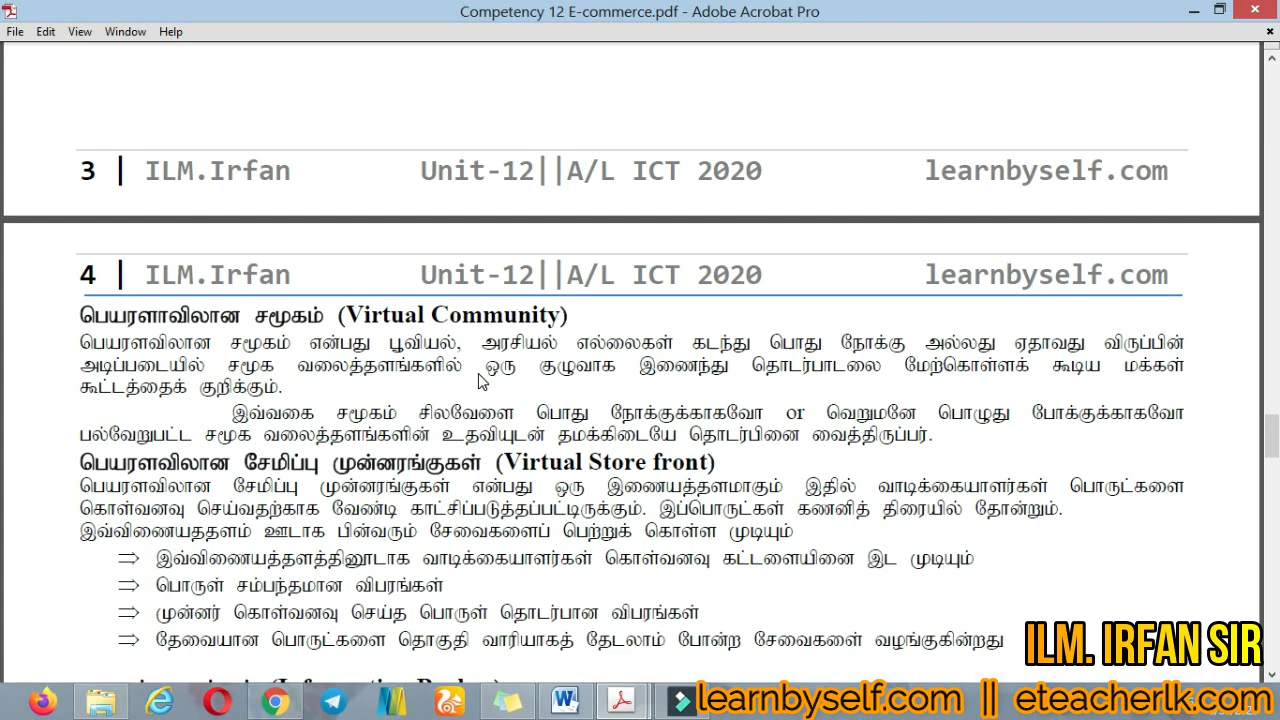 Competency 12 E-commerce.pdf - Adobe Acrobat Pro
File Edit View Window Help
3 | ILM.Irfan Unit-12||A/L ICT 2020 learnbyself.com
4 | ILM.Irfan Unit-12||A/L ICT 2020 learnbyself.com
பெயரளாவிலான சமூகம் (Virtual Community)
பெயரளவிலான சமூகம் என்பது பூவியல், அரசியல் எல்லைகள் கடந்து பொது நோக்கு அல்லது ஏதாவது விருப்பின்
அடிப்படையில் சமூக வலைத்தளங்களில் ஒரு குழுவாக இணைந்து தொடர்பாடலை மேற்கொள்ளக் கூடிய மக்கள்
கூட்டத்தைக் குறிக்கும்.
இவ்வகை சமூகம் சிலவேளை பொது நோக்குக்காகவோ or வெறுமனே பொழுது போக்குக்காகவோ
பல்வேறுபட்ட சமூக வலைத்தளங்களின் உதவியுடன் தமக்கிடையே தொடர்பினை வைத்திருப்பர்.
பெயரளவிலான சேமிப்பு முன்னரங்குகள் (Virtual Store front)
பெயரளவிலான சேமிப்பு முன்னரங்குகள் என்பது ஒரு இணையத்தளமாகும் இதில் வாடிக்கையாளர்கள் பொருட்களை
கொள்வனவு செய்வதற்காக வேண்டி காட்சிப்படுத்தப்பட்டிருக்கும். இப்பொருட்கள் கணனித் திரையில் தோன்றும்.
இவ்விணையததளம் ஊடாக பின்வரும் சேவைகளைப் பெற்றுக் கொள்ள முடியும்
⇒ இவ்விணையத்தளத்தினூடாக வாடிக்கையாளர்கள் கொள்வனவு கட்டளையினை இட முடியும்
⇒ பொருள் சம்பந்தமான விபரங்கள்
⇒ முன்னர் கொள்வனவு செய்த பொருள் தொடர்பான விபரங்கள்
⇒ தேவையான பொருட்களை தொகுதி வாரியாகத் தேடலாம் போன்ற சேவைகளை வழங்குகின்றது
ILM. IRFAN SIR
learnbyself.com || eteacherlk.com